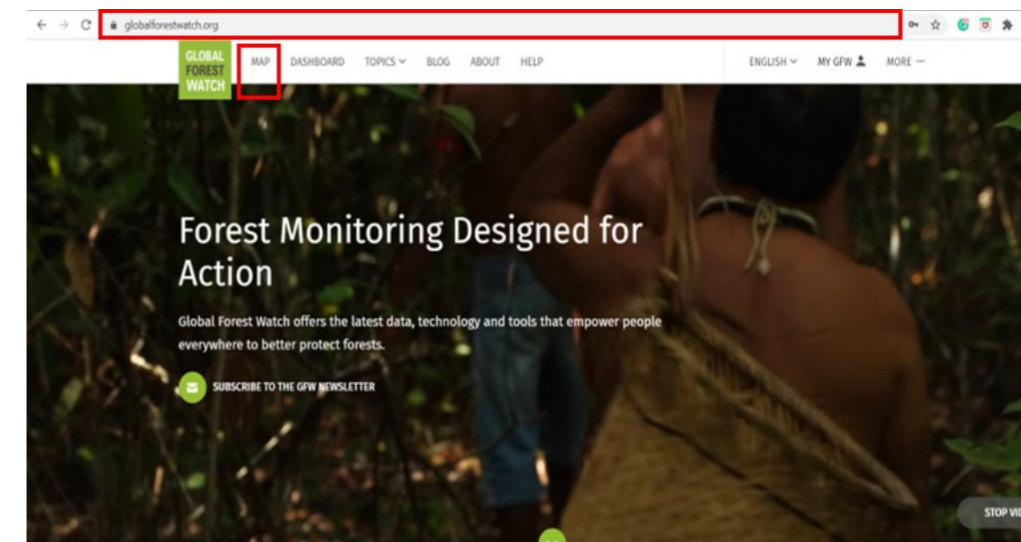 globalforestwatch.org
GLOBAL
FOREST
WATCH
MAP DASHBOARD TOPICS BLOG ABOUT HELP ENGLISH MY GFW MORE
Forest Monitoring Designed for
Action
Global Forest Watch offers the latest data, technology and tools that empower people
everywhere to better protect forests.
SUBSCRIBE TO THE GFW NEWSLETTER
STOP VID